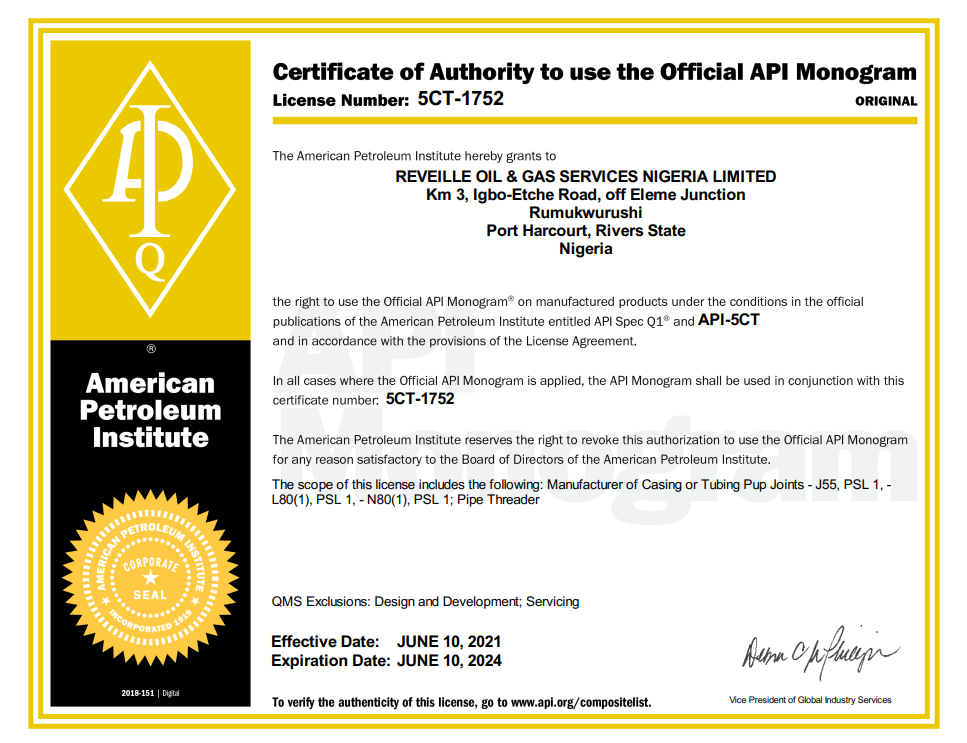 Certificate of Authority to use the Official API Monogram
License Number: 5CT-1752
ORIGINAL
The American Petroleum Institute hereby grants to
REVEILLE OIL & GAS SERVICES NIGERIA LIMITED
Km 3, Igbo-Etche Road, off Eleme Junction
Rumukwurushi
Port Harcourt, Rivers State
Nigeria
the right to use the Official API Monogram® on manufactured products under the conditions in the official
publications of the American Petroleum Institute entitled API Spec Q1® and API-5CT
and in accordance with the provisions of the License Agreement.
In all cases where the Official API Monogram is applied, the API Monogram shall be used in conjunction with this
certificate number: 5CT-1752
The American Petroleum Institute reserves the right to revoke this authorization to use the Official API Monogram
for any reason satisfactory to the Board of Directors of the American Petroleum Institute.
The scope of this license includes the following: Manufacturer of Casing or Tubing Pup Joints - J55, PSL 1, -
L80(1), PSL 1, - N80(1), PSL 1; Pipe Threader
QMS Exclusions: Design and Development; Servicing
Effective Date: JUNE 10, 2021
Expiration Date: JUNE 10, 2024
To verify the authenticity of this license, go to www.api.org/compositelist.
Vice President of Global Industry Services
API
Q
®
American
Petroleum
Institute
AMERICAN PETROLEUM INSTITUTE
CORPORATE
SEAL
INCORPORATED 1919
2018-151 | Digital
API
Monogram